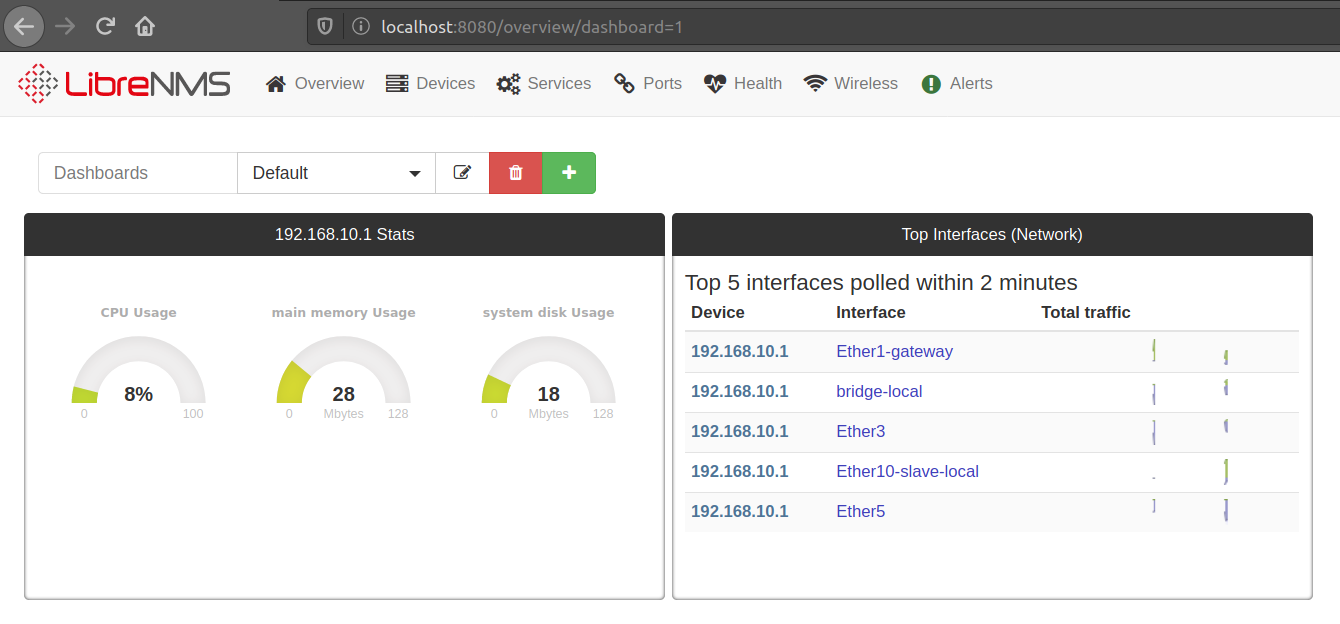 localhost:8080/overview/dashboard=1
LibreNMS Overview Devices Services Ports Health Wireless Alerts
Dashboards Default
192.168.10.1 Stats
CPU Usage main memory Usage system disk Usage
8% 28 18
0 100 0 Mbytes 128 0 Mbytes 128
Top Interfaces (Network)
Top 5 interfaces polled within 2 minutes
Device Interface Total traffic
192.168.10.1 Ether1-gateway
192.168.10.1 bridge-local
192.168.10.1 Ether3
192.168.10.1 Ether10-slave-local
192.168.10.1 Ether5